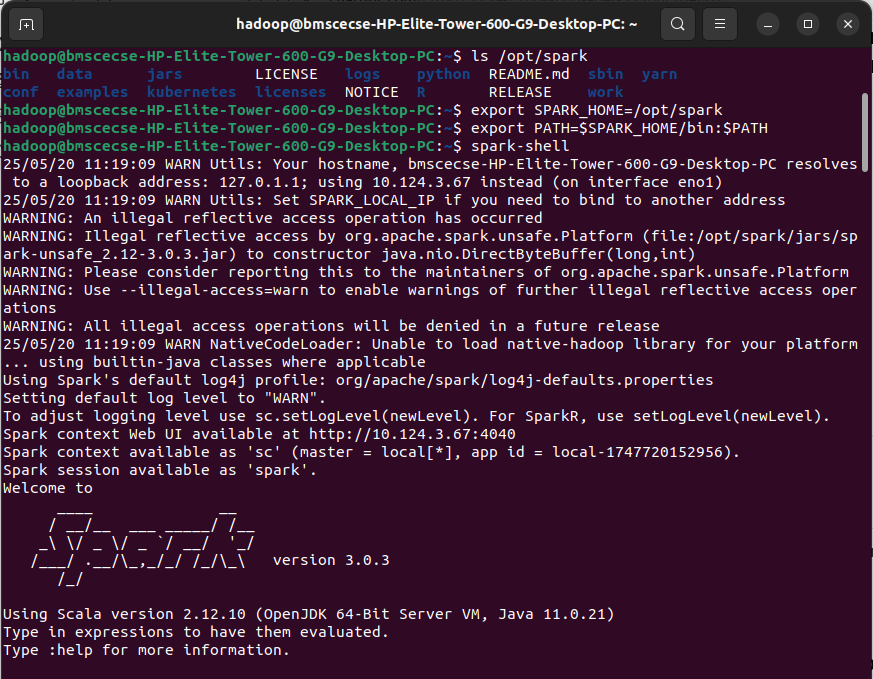 hadoop@bmscecse-HP-Elite-Tower-600-G9-Desktop-PC: ~
hadoop@bmscecse-HP-Elite-Tower-600-G9-Desktop-PC:~$ ls /opt/spark
bin   data      jars        LICENSE   logs    python  README.md  sbin  yarn
conf  examples  kubernetes  licenses  NOTICE  R       RELEASE    work
hadoop@bmscecse-HP-Elite-Tower-600-G9-Desktop-PC:~$ export SPARK_HOME=/opt/spark
hadoop@bmscecse-HP-Elite-Tower-600-G9-Desktop-PC:~$ export PATH=$SPARK_HOME/bin:$PATH
hadoop@bmscecse-HP-Elite-Tower-600-G9-Desktop-PC:~$ spark-shell
25/05/20 11:19:09 WARN Utils: Your hostname, bmscecse-HP-Elite-Tower-600-G9-Desktop-PC resolves
 to a loopback address: 127.0.1.1; using 10.124.3.67 instead (on interface eno1)
25/05/20 11:19:09 WARN Utils: Set SPARK_LOCAL_IP if you need to bind to another address
WARNING: An illegal reflective access operation has occurred
WARNING: Illegal reflective access by org.apache.spark.unsafe.Platform (file:/opt/spark/jars/sp
ark-unsafe_2.12-3.0.3.jar) to constructor java.nio.DirectByteBuffer(long,int)
WARNING: Please consider reporting this to the maintainers of org.apache.spark.unsafe.Platform
WARNING: Use --illegal-access=warn to enable warnings of further illegal reflective access oper
ations
WARNING: All illegal access operations will be denied in a future release
25/05/20 11:19:09 WARN NativeCodeLoader: Unable to load native-hadoop library for your platform
... using builtin-java classes where applicable
Using Spark's default log4j profile: org/apache/spark/log4j-defaults.properties
Setting default log level to "WARN".
To adjust logging level use sc.setLogLevel(newLevel). For SparkR, use setLogLevel(newLevel).
Spark context Web UI available at http://10.124.3.67:4040
Spark context available as 'sc' (master = local[*], app id = local-1747720152956).
Spark session available as 'spark'.
Welcome to
      ____              __
     / __/__  ___ _____/ /__
    _\ \/ _ \/ _ `/ __/  '_/
   /___/ .__/\_,_/_/ /_/\_\   version 3.0.3
      /_/
Using Scala version 2.12.10 (OpenJDK 64-Bit Server VM, Java 11.0.21)
Type in expressions to have them evaluated.
Type :help for more information.